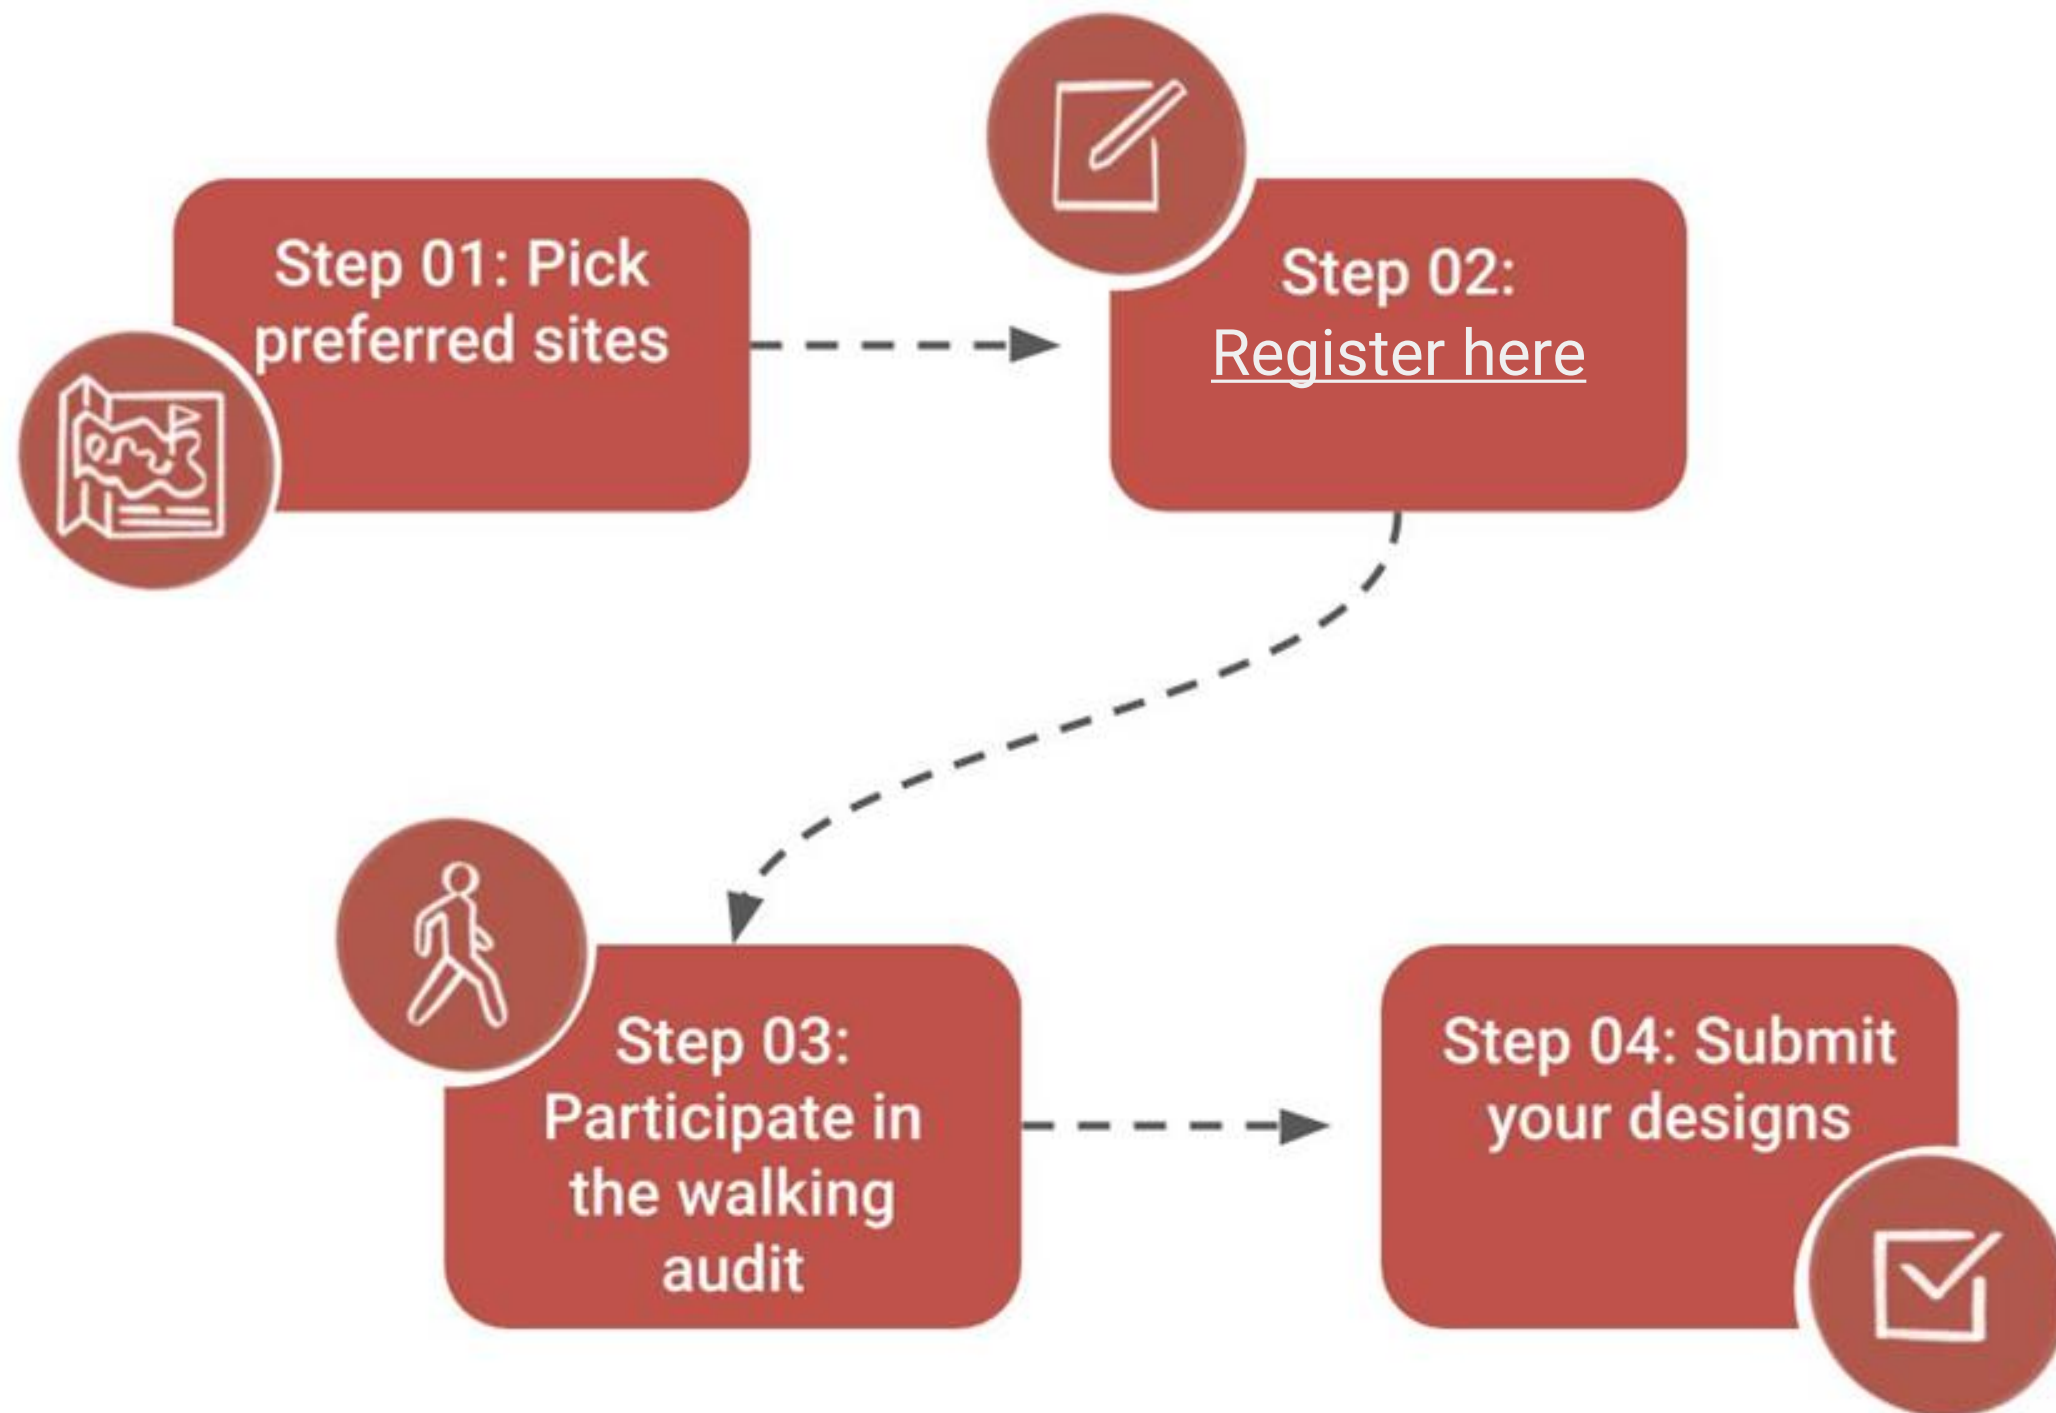 Step 01: Pick
preferred sites
Step 02:
Register here
Step 03:
Participate in
the walking
audit
Step 04: Submit
your designs